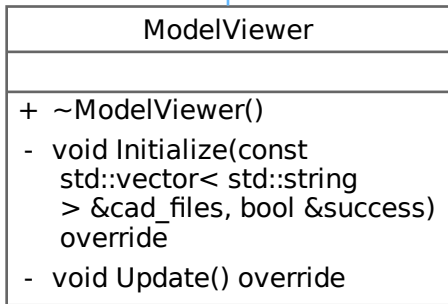 ModelViewer
+ ~ModelViewer()
- void Initialize(const
std::vector< std::string
> &cad_files, bool &success)
override
- void Update() override